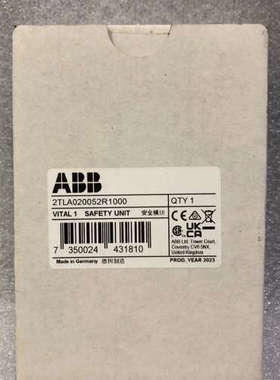 ABB
2TLA020052R1000
QTY 1
VITAL 1 SAFETY UNIT 安全模块
CE
UK
CA
ABB Ltd. Tower Court,
Coventry CV6 5NX,
United Kingdom
7 350024 431810
Made in Germany 德国制造
PROD. YEAR 2023